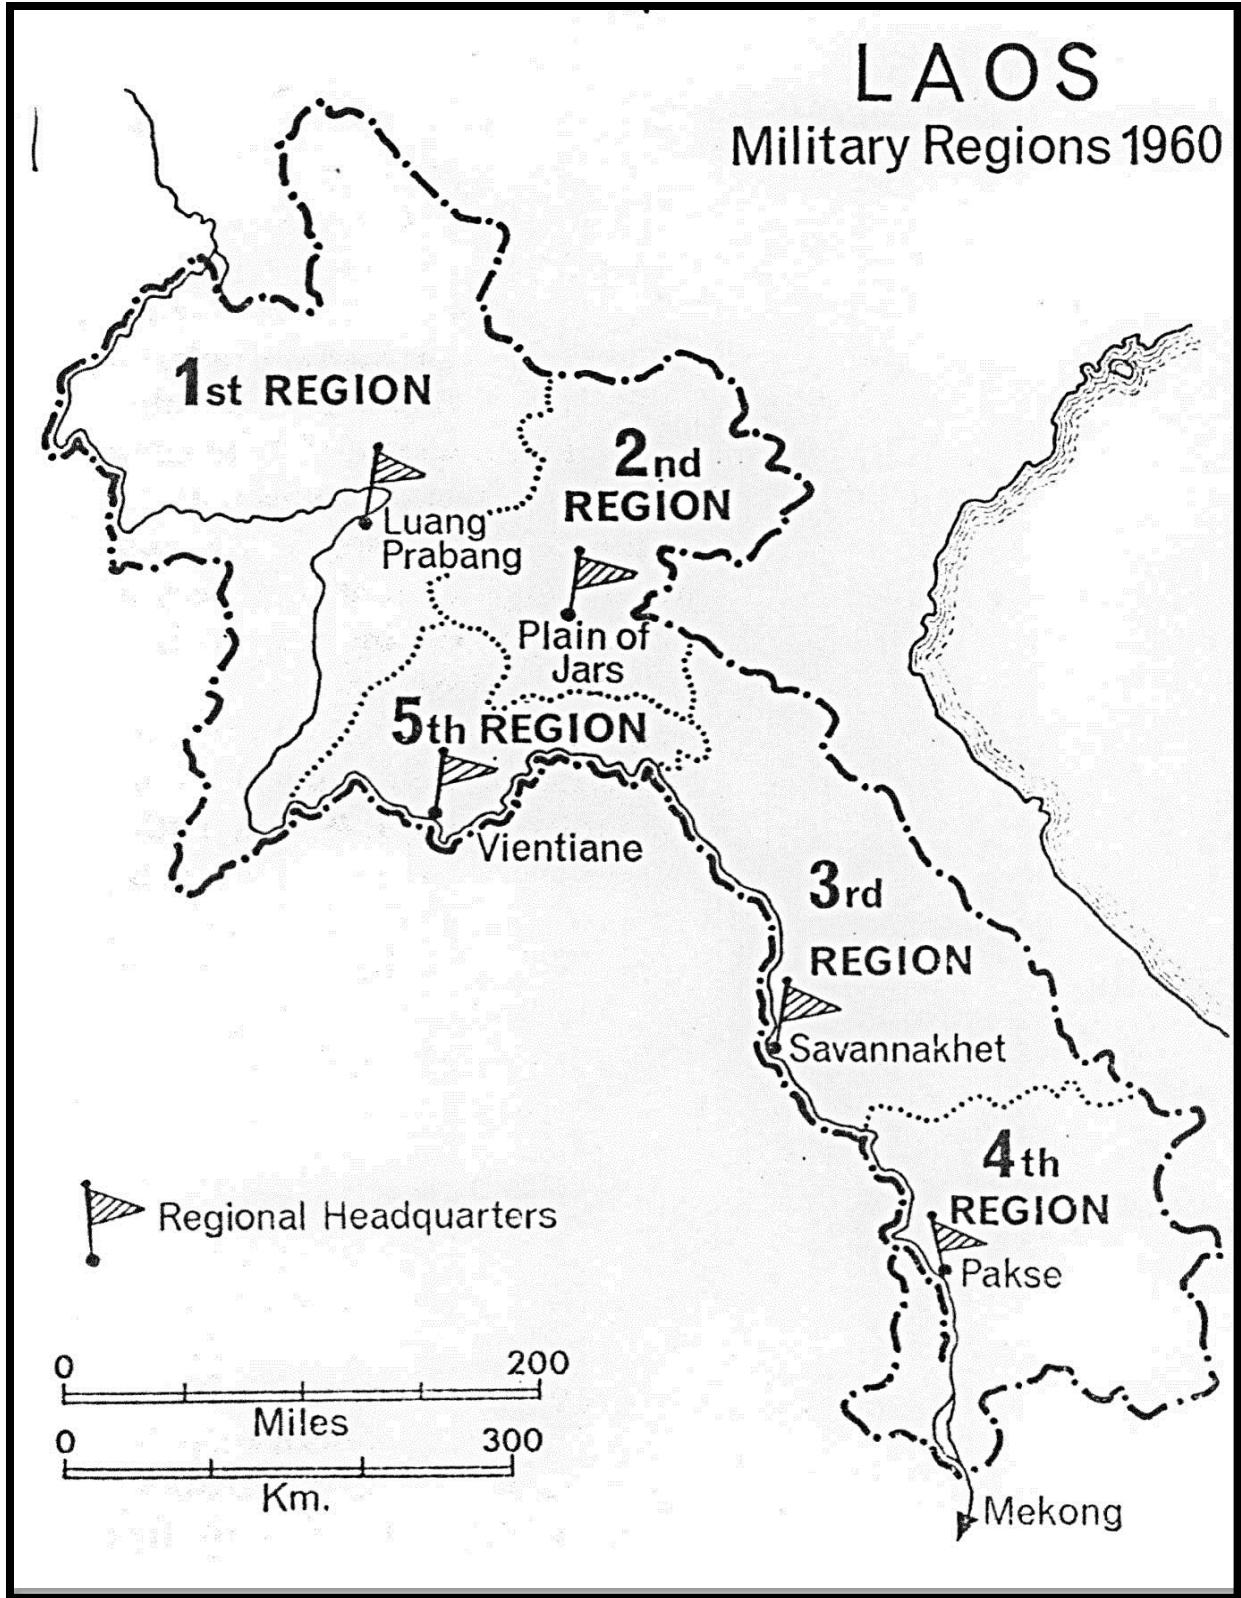 LAOS
Military Regions 1960
1st REGION
2nd
REGION
Luang
Prabang
Plain of
Jars
5th REGION
Vientiane
3rd
REGION
Savannakhet
4th
REGION
Pakse
Regional Headquarters
0 200
Miles
0 300
Km.
Mekong